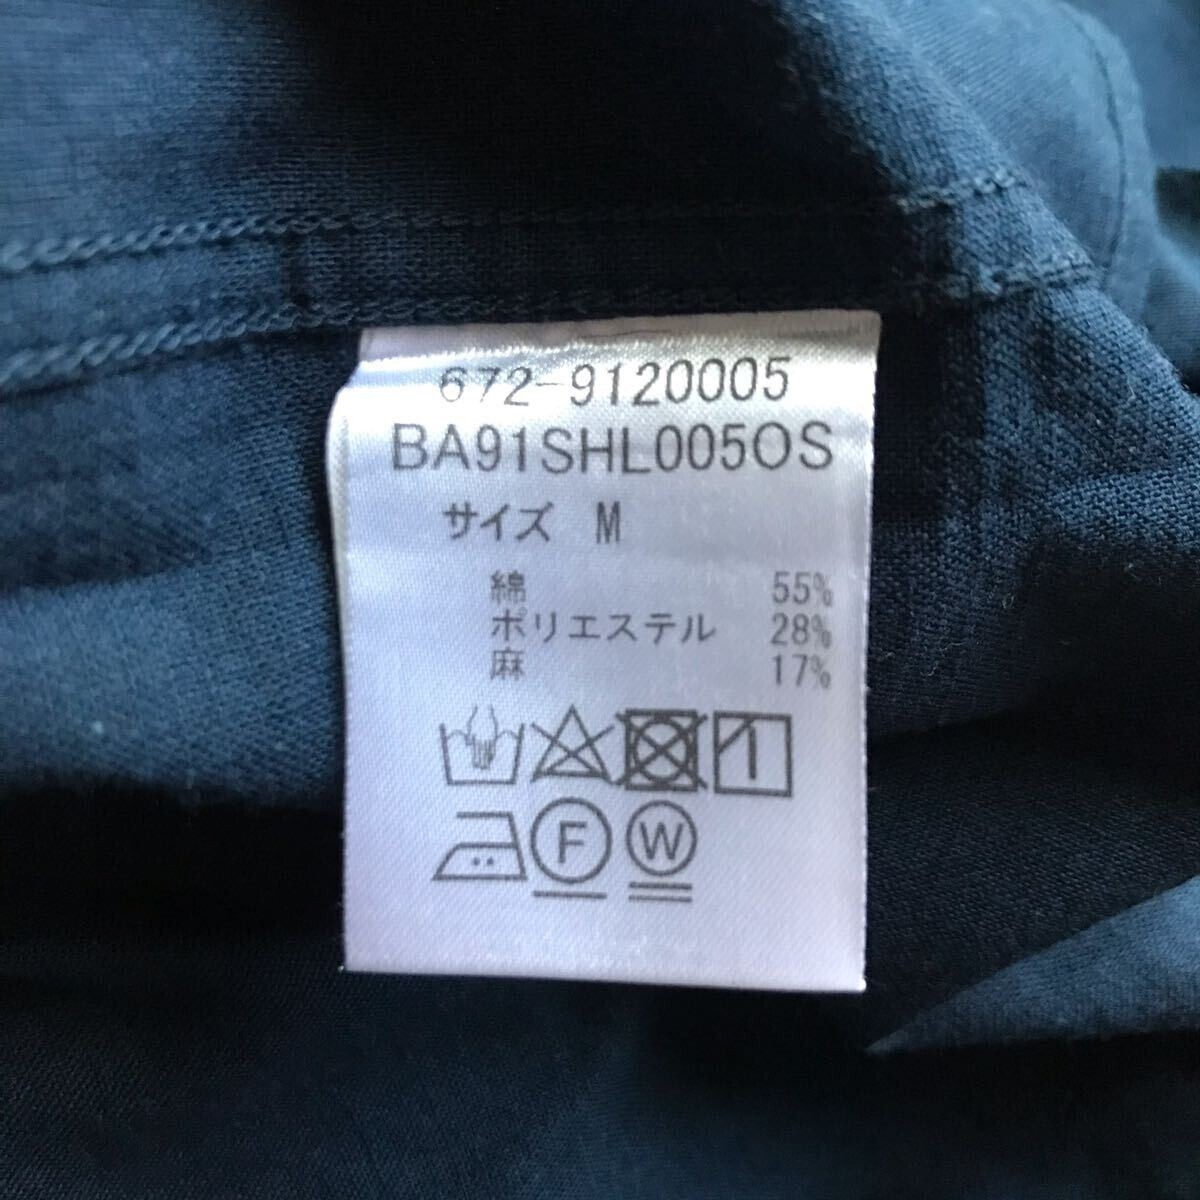 672-9120005
BA91SHL005OS
サイズ M
綿 55%
ポリエステル 28%
麻 17%
F W